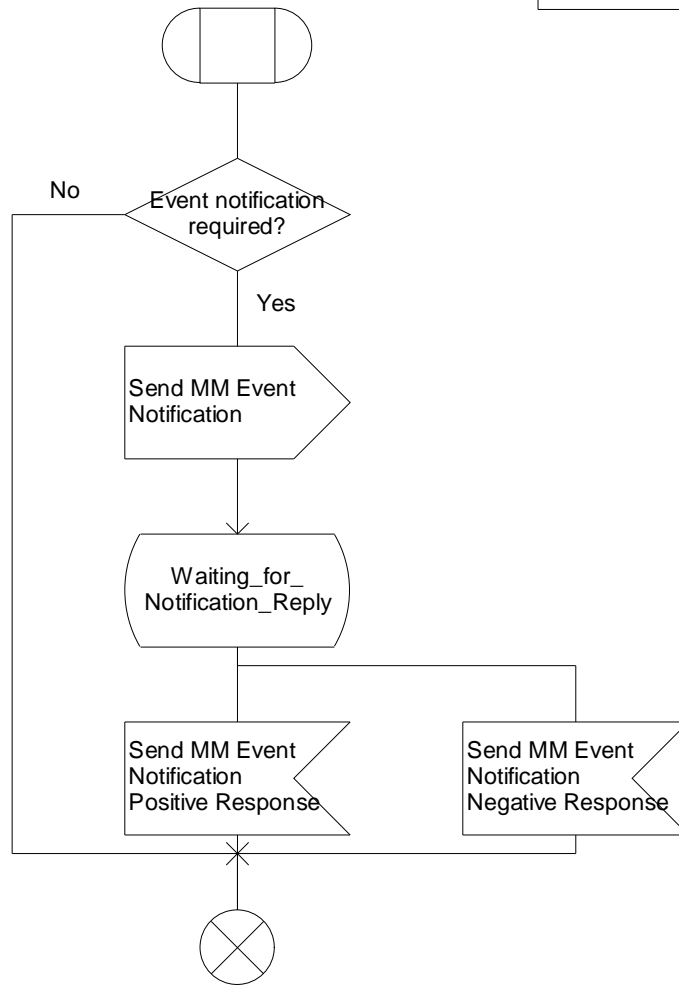 No
Event notification
required?
Yes
Send MM Event
Notification
Waiting_for_
Notification_Reply
Send MM Event
Notification
Positive Response
Send MM Event
Notification
Negative Response